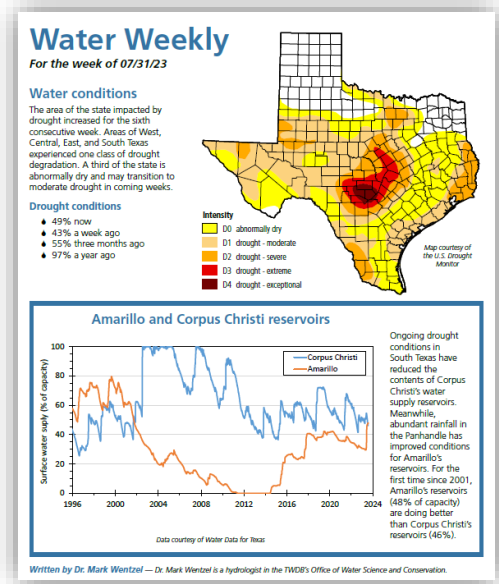 Water Weekly
For the week of 07/31/23
Water conditions
The area of the state impacted by
drought increased for the sixth
consecutive week. Areas of West,
Central, East, and South Texas
experienced one class of drought
degradation. A third of the state is
abnormally dry and may transition to
moderate drought in coming weeks.
Drought conditions
49% now
43% a week ago
55% three months ago
97% a year ago
Intensity
D0 abnormally dry
D1 drought - moderate
D2 drought - severe
D3 drought - extreme
D4 drought - exceptional
Map courtesy of
the U.S. Drought
Monitor
Amarillo and Corpus Christi reservoirs
Surface water suply (% of capacity)
100
80
60
40
20
0
1996
2000
2004
2008
2012
2016
2020
2024
Corpus Christi
Amarillo
Data courtesy of Water Data for Texas
Ongoing drought
conditions in
South Texas have
reduced the
contents of Corpus
Christi's water
supply reservoirs.
Meanwhile,
abundant rainfall in
the Panhandle has
improved conditions
for Amarillo's
reservoirs. For the
first time since 2001,
Amarillo's reservoirs
(48% of capacity)
are doing better
than Corpus Christi's
reservoirs (46%).
Written by Dr. Mark Wentzel — Dr. Mark Wentzel is a hydrologist in the TWDB's Office of Water Science and Conservation.